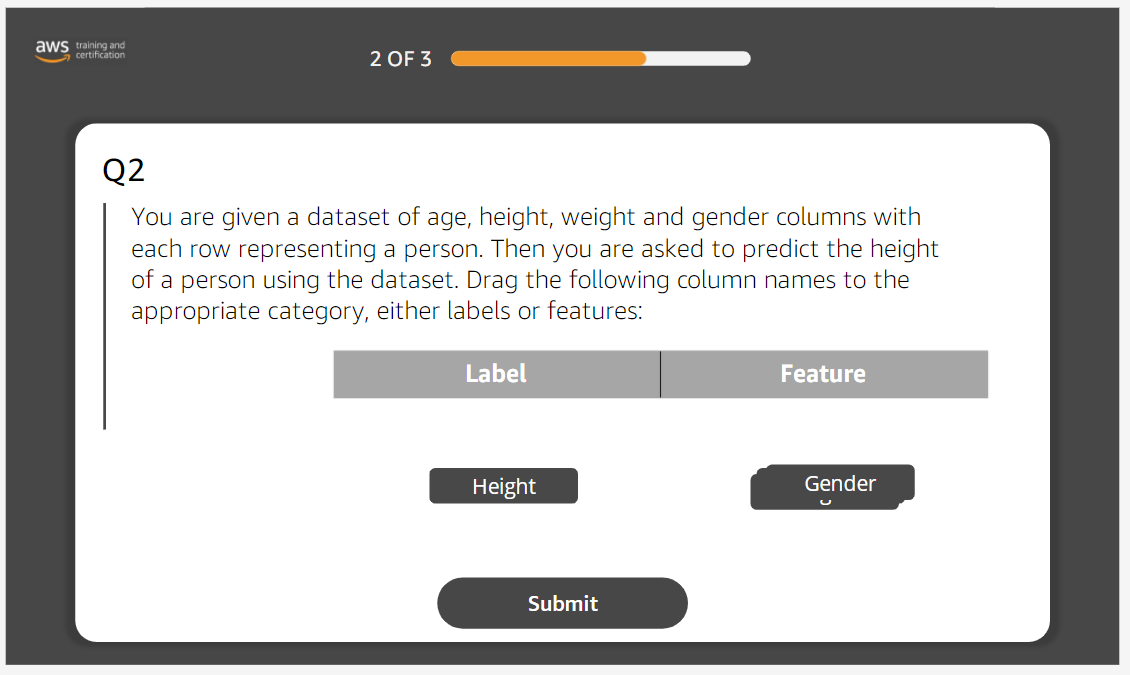 aws training and
certification
2 OF 3
Q2
You are given a dataset of age, height, weight and gender columns with
each row representing a person. Then you are asked to predict the height
of a person using the dataset. Drag the following column names to the
appropriate category, either labels or features:
Label Feature
Height Gender
Submit